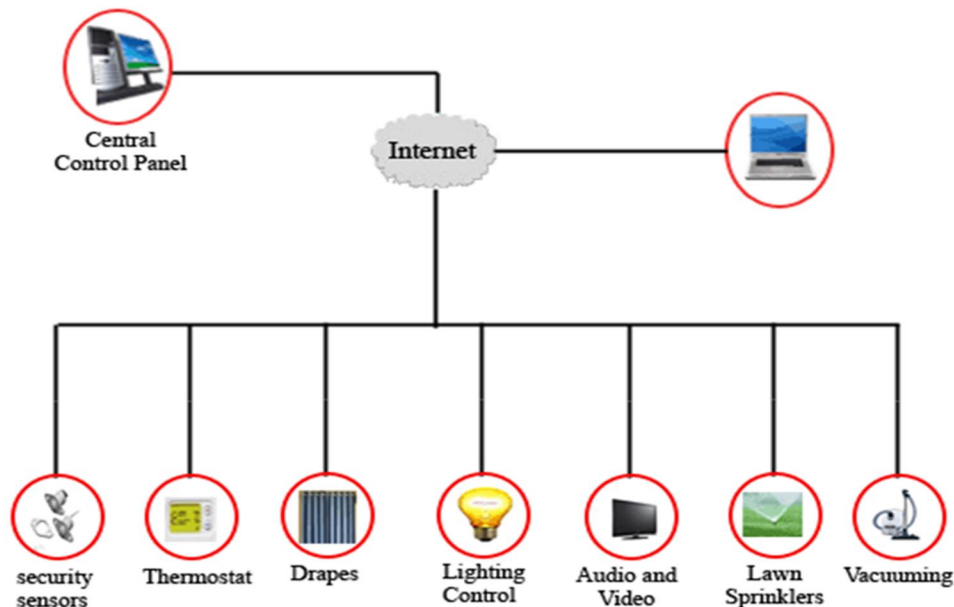 Central
Control Panel
Internet
security
sensors
Thermostat
Drapes
Lighting
Control
Audio and
Video
Lawn
Sprinklers
Vacuuming